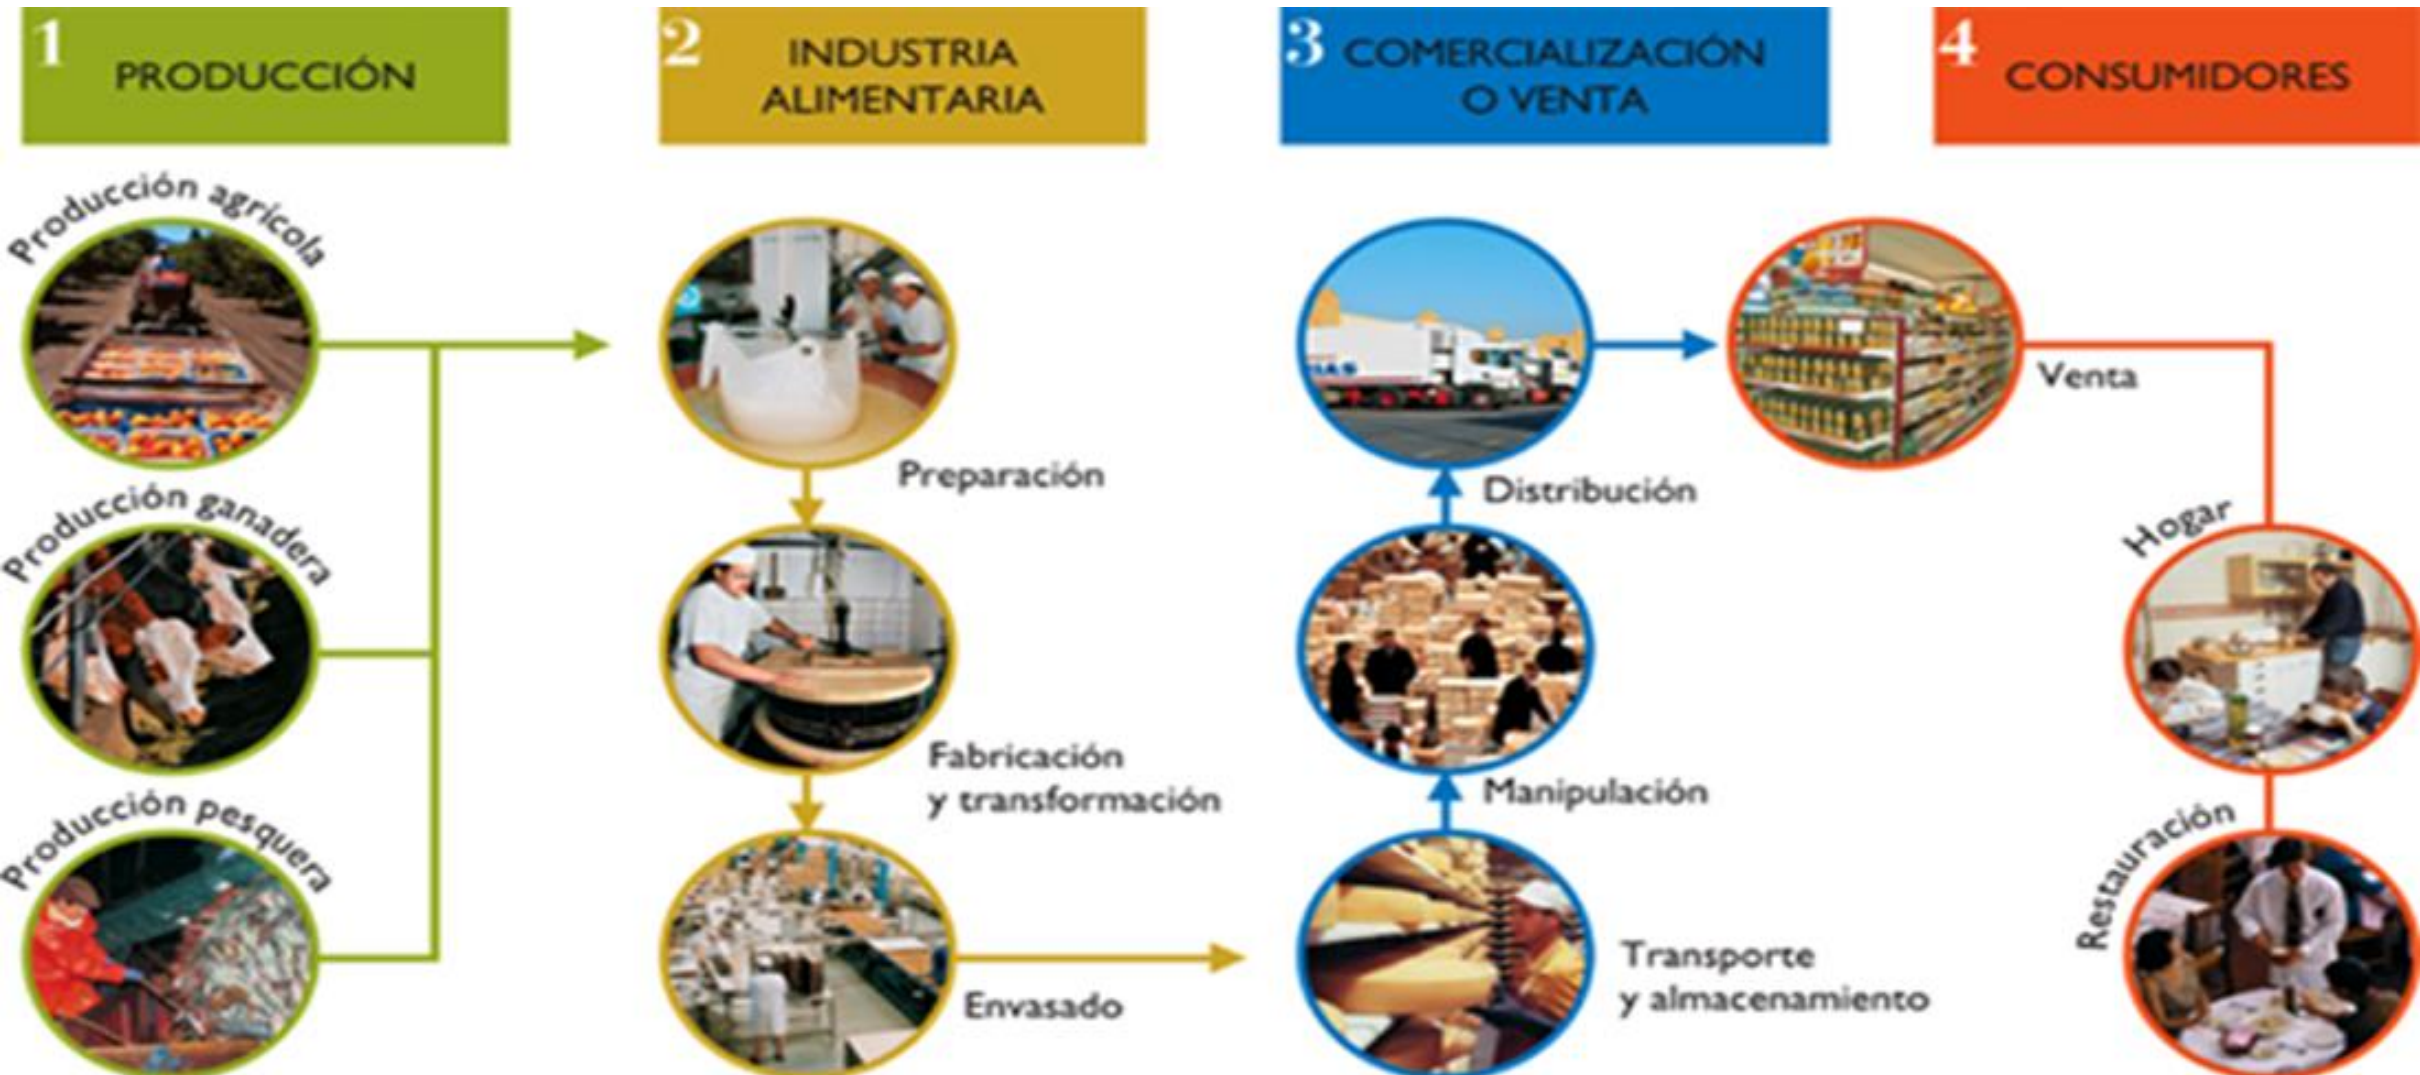 1
PRODUCCIÓN
Producción agrícola
Producción ganadera
Producción pesquera
2
INDUSTRIA
ALIMENTARIA
Preparación
Fabricación
y transformación
Envasado
3
COMERCIALIZACIÓN
O VENTA
Distribución
Manipulación
Transporte
y almacenamiento
4
CONSUMIDORES
Venta
Hogar
Restauración